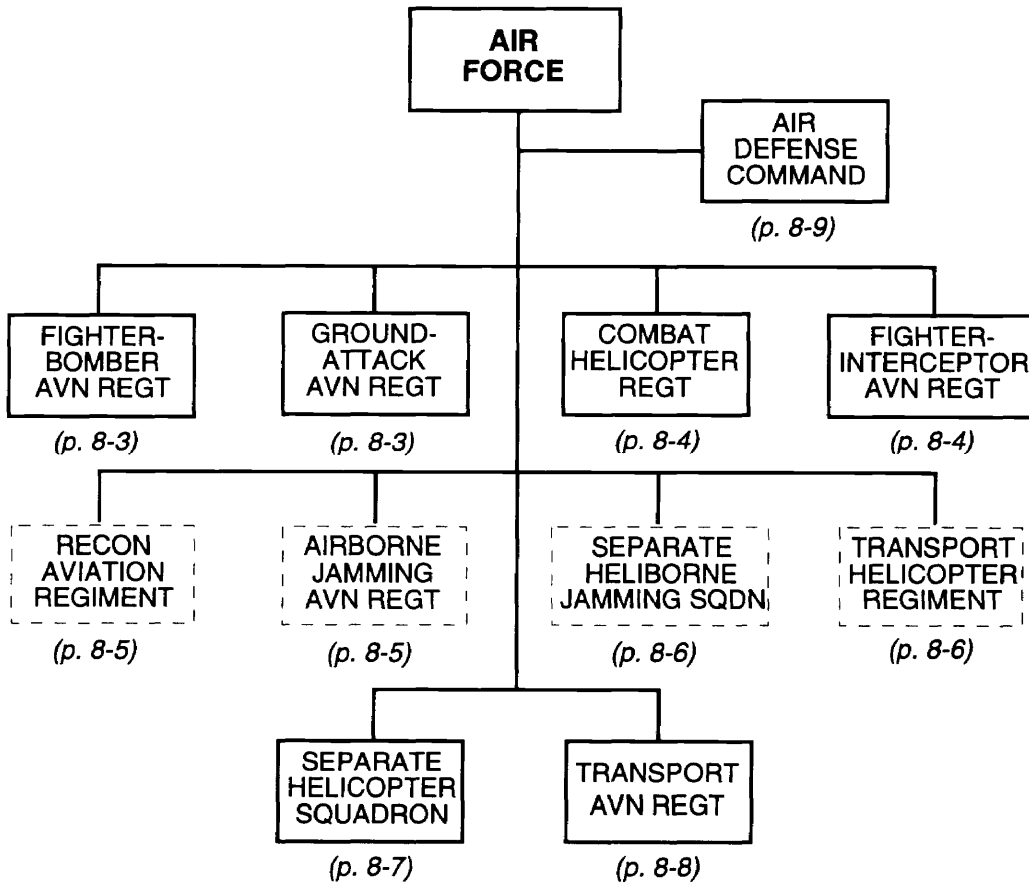 AIR
FORCE
AIR
DEFENSE
COMMAND
(p. 8-9)
FIGHTER-
BOMBER
AVN REGT
(p. 8-3)
GROUND-
ATTACK
AVN REGT
(p. 8-3)
COMBAT
HELICOPTER
REGT
(p. 8-4)
FIGHTER-
INTERCEPTOR
AVN REGT
(p. 8-4)
RECON
AVIATION
REGIMENT
(p. 8-5)
AIRBORNE
JAMMING
AVN REGT
(p. 8-5)
SEPARATE
HELIBORNE
JAMMING SQDN
(p. 8-6)
TRANSPORT
HELICOPTER
REGIMENT
(p. 8-6)
SEPARATE
HELICOPTER
SQUADRON
(p. 8-7)
TRANSPORT
AVN REGT
(p. 8-8)